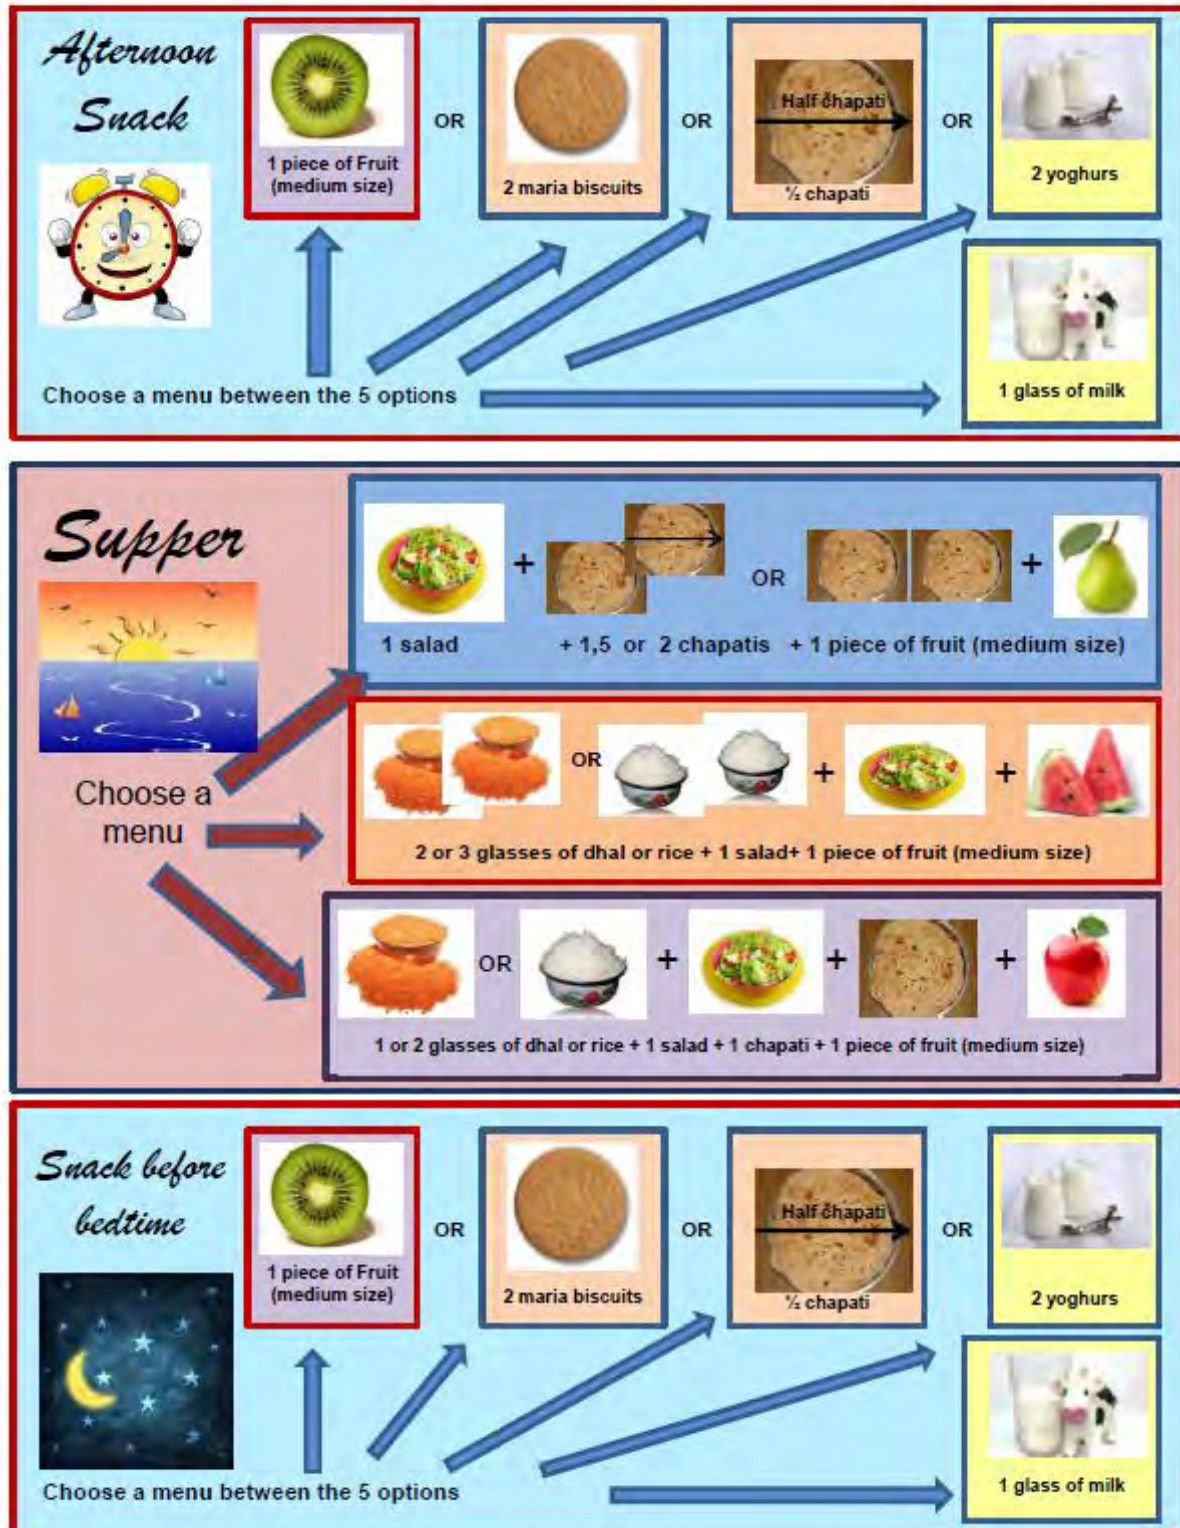 Afternoon
Snack
OR
OR
Half chapati
OR
1 piece of Fruit
(medium size)
2 maria biscuits
½ chapati
2 yoghurs
Choose a menu between the 5 options
1 glass of milk
Supper
+
OR
+
1 salad
+ 1,5 or 2 chapatis
+ 1 piece of fruit (medium size)
Choose a
menu
OR
+
+
2 or 3 glasses of dhal or rice + 1 salad+ 1 piece of fruit (medium size)
OR
+
+
+
1 or 2 glasses of dhal or rice + 1 salad + 1 chapati + 1 piece of fruit (medium size)
Snack before
bedtime
OR
OR
Half chapati
OR
1 piece of Fruit
(medium size)
2 maria biscuits
½ chapati
2 yoghurs
Choose a menu between the 5 options
1 glass of milk